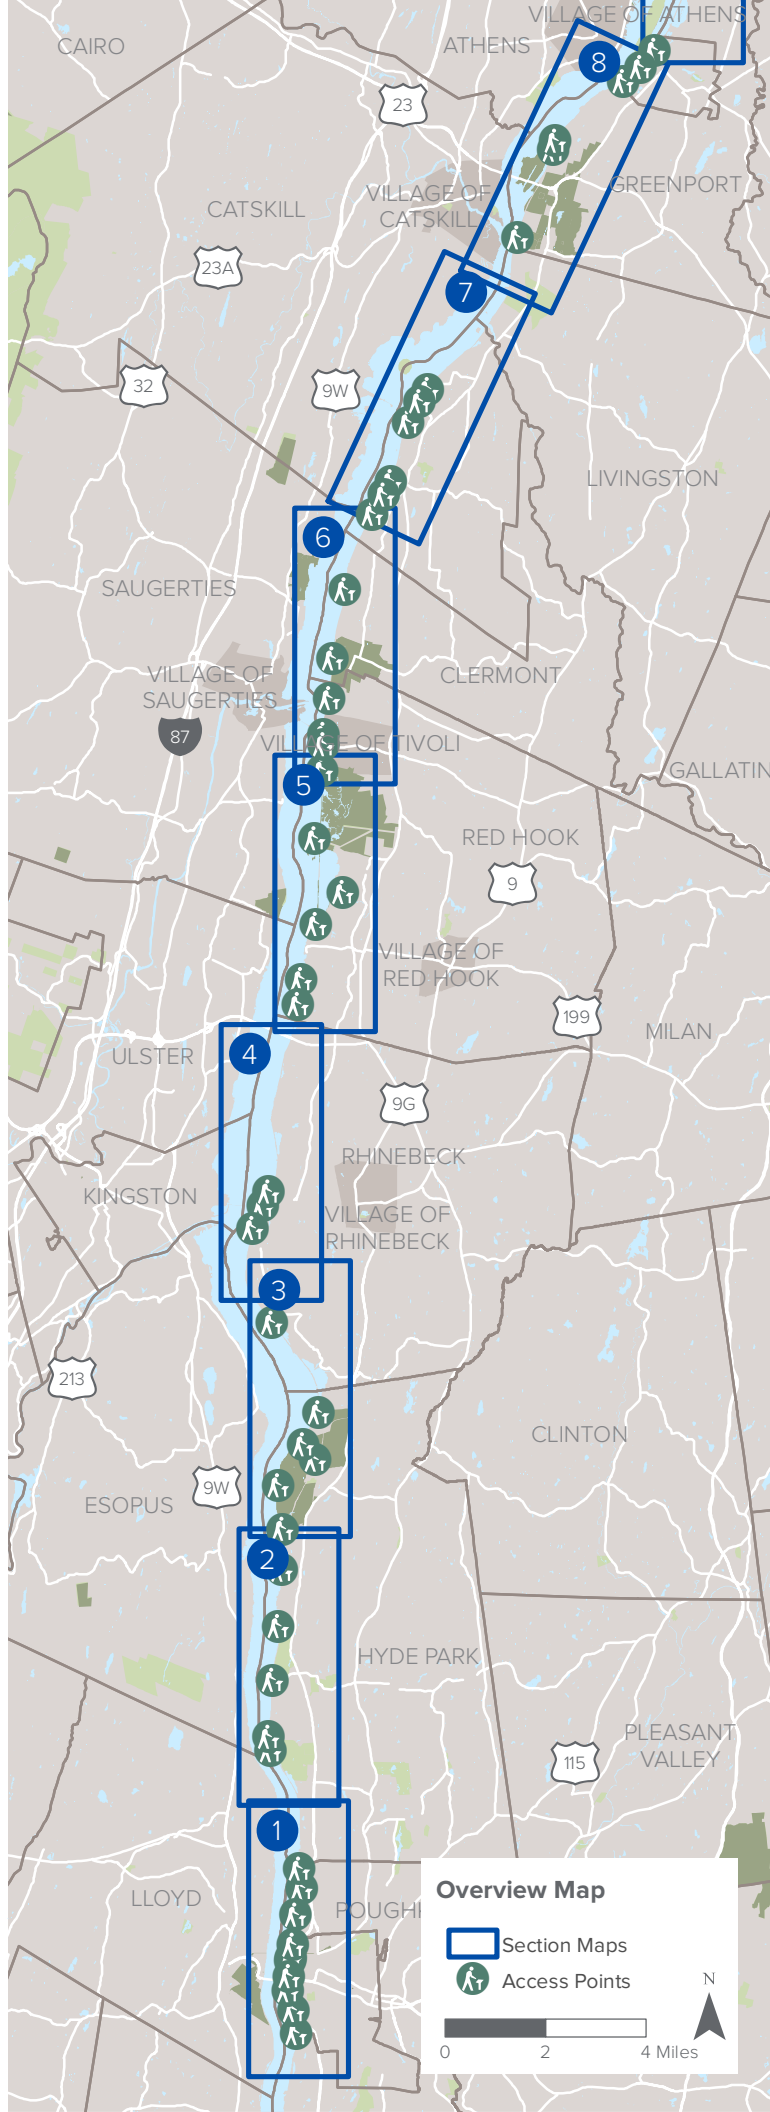 VILLAGE OF ATHENS
CAIRO
ATHENS
8
23
GREENPORT
VILLAGE OF
CATSKILL
CATSKILL
23A
7
32
9W
LIVINGSTON
6
SAUGERTIES
CLERMONT
VILLAGE OF
SAUGERTIES
87
VILLAGE OF TIVOLI
GALLATIN
5
RED HOOK
9
VILLAGE OF
RED HOOK
199
MILAN
4
ULSTER
9G
RHINEBECK
KINGSTON
VILLAGE OF
RHINEBECK
3
213
CLINTON
9W
ESOPUS
2
HYDE PARK
PLEASANT
VALLEY
115
1
LLOYD
Overview Map
Section Maps
Access Points
N
0 2 4 Miles